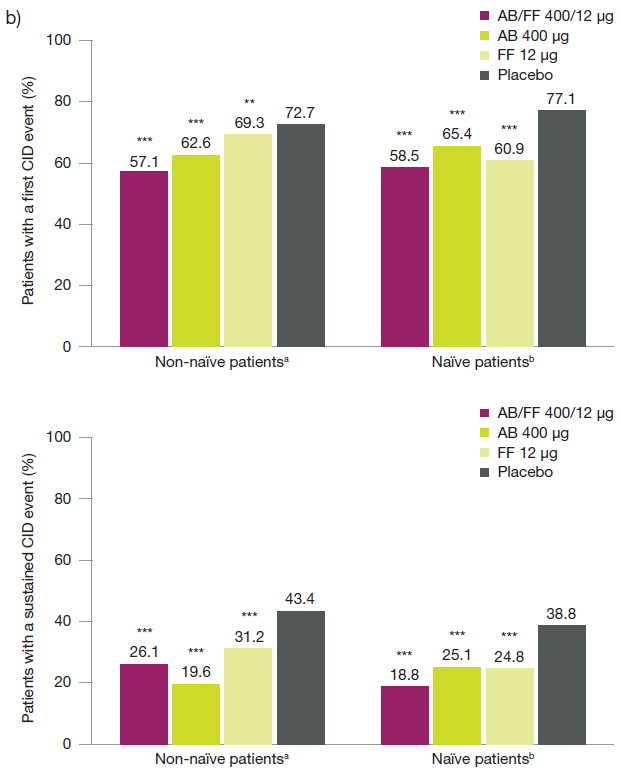 b)
AB/FF 400/12 μg
AB 400 μg
FF 12 μg
Placebo
Patients with a first CID event (%)
100
80
60
40
20
0
*** *** ** 72.7
57.1 62.6 69.3
*** *** *** 77.1
58.5 65.4 60.9
Non-naïve patientsᵃ Naïve patientsᵇ
AB/FF 400/12 μg
AB 400 μg
FF 12 μg
Placebo
Patients with a sustained CID event (%)
100
80
60
40
20
0
*** *** *** 43.4
26.1 19.6 31.2
*** *** *** 38.8
18.8 25.1 24.8
Non-naïve patientsᵃ Naïve patientsᵇ